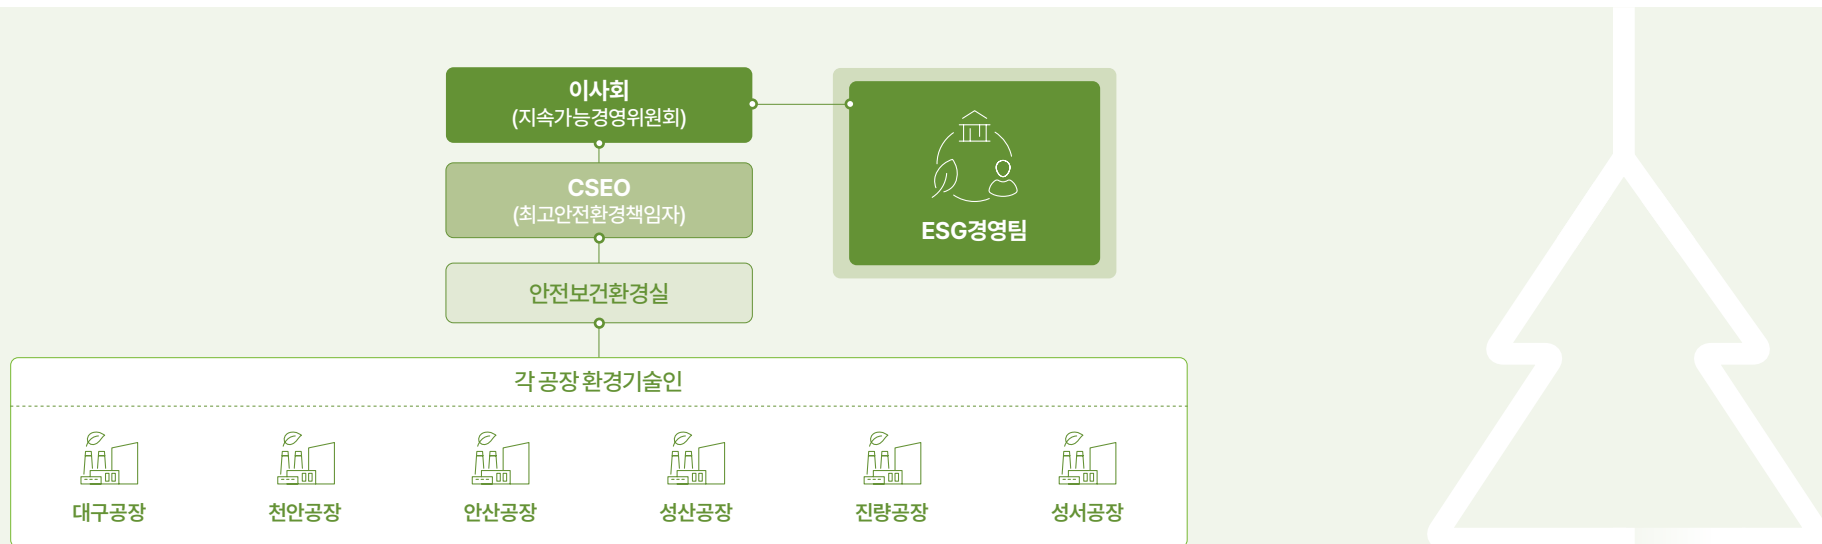 이사회
(지속가능경영위원회)
ESG경영팀
CSEO
(최고안전환경책임자)
안전보건환경실
각 공장 환경기술인
대구공장
천안공장
안산공장
성산공장
진량공장
성서공장